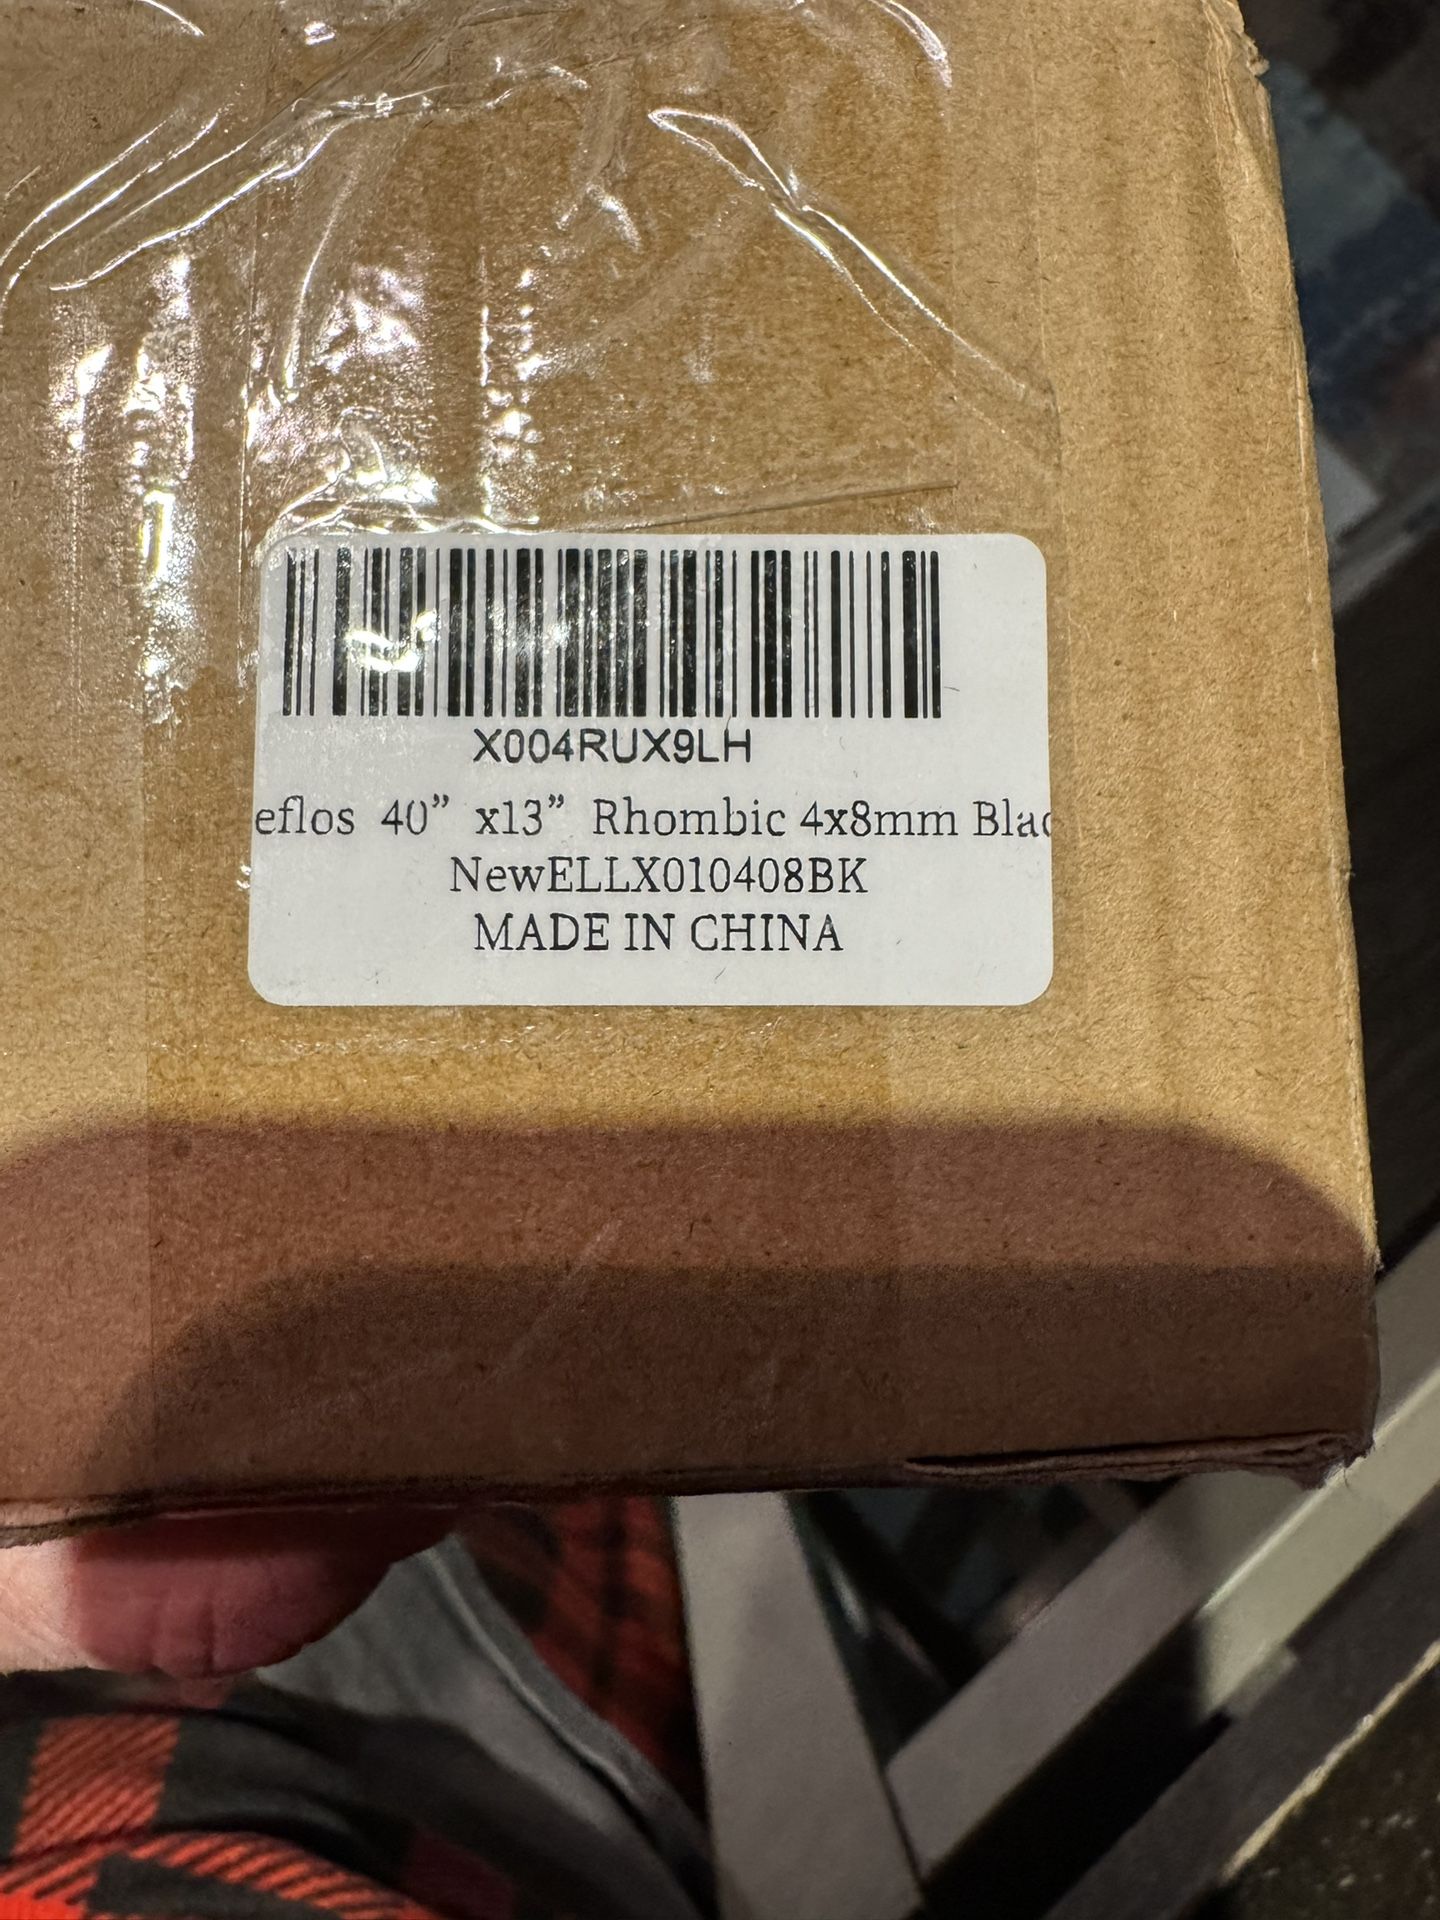 X004RUX9LH
eflos 40” x13” Rhombic 4x8mm Blac
NewELLX010408BK
MADE IN CHINA